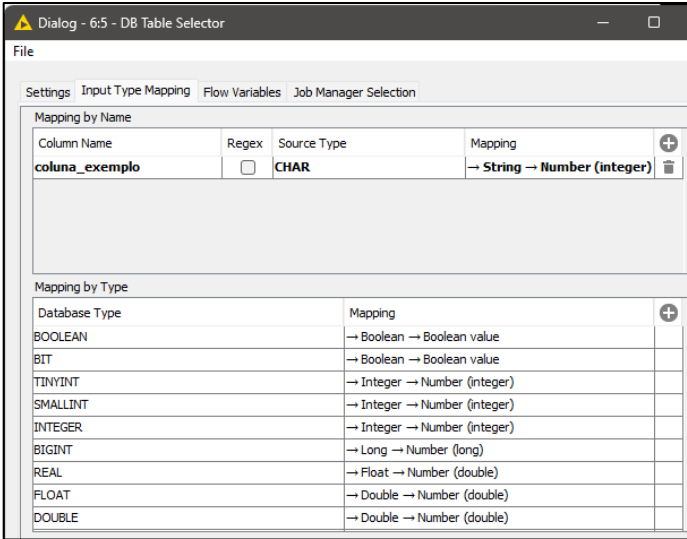 Dialog - 6:5 - DB Table Selector
File
Settings Input Type Mapping Flow Variables Job Manager Selection
Mapping by Name
Column Name Regex Source Type Mapping
coluna_exemplo CHAR → String → Number (integer)
Mapping by Type
Database Type Mapping
BOOLEAN → Boolean → Boolean value
BIT → Boolean → Boolean value
TINYINT → Integer → Number (integer)
SMALLINT → Integer → Number (integer)
INTEGER → Integer → Number (integer)
BIGINT → Long → Number (long)
REAL → Float → Number (double)
FLOAT → Double → Number (double)
DOUBLE → Double → Number (double)